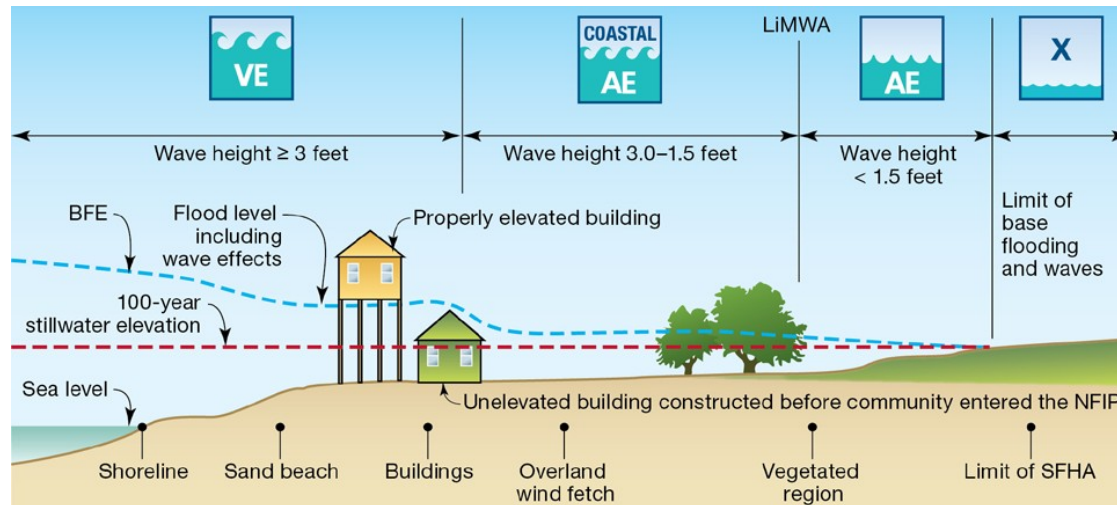 VE
COASTAL
AE
LiMWA
AE
X
Wave height ≥ 3 feet
Wave height 3.0–1.5 feet
Wave height
< 1.5 feet
Limit of
base
flooding
and waves
BFE
Flood level
including
wave effects
Properly elevated building
100-year
stillwater elevation
Sea level
Unelevated building constructed before community entered the NFIP
Shoreline
Sand beach
Buildings
Overland
wind fetch
Vegetated
region
Limit of SFHA